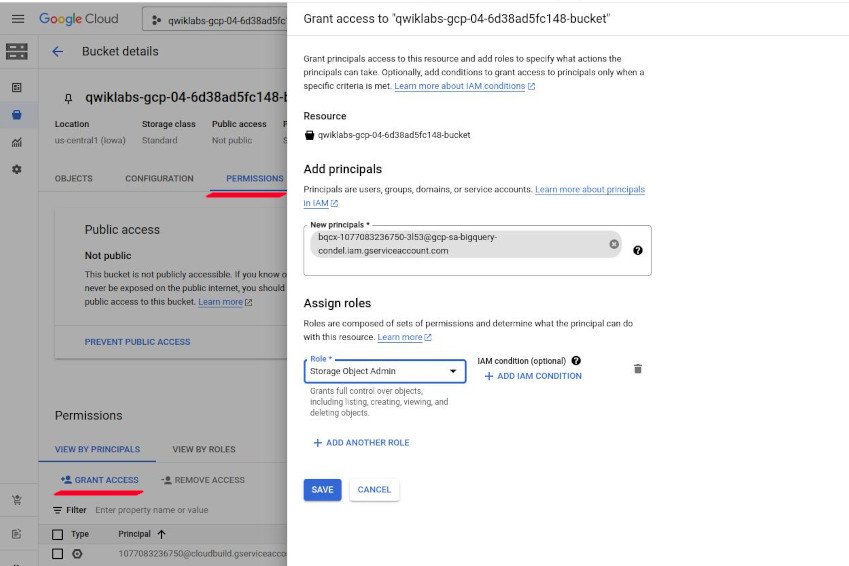 Google Cloud
qwiklabs-gcp-04-6d38ad5fc
Bucket details
qwiklabs-gcp-04-6d38ad5fc148-b
Location
Storage class
Public access
us-central1 (Iowa)
Standard
Not public
OBJECTS
CONFIGURATION
PERMISSIONS
Public access
Not public
This bucket is not publicly accessible. If you know
never be exposed on the public internet, you should
public access to this bucket. Learn more
PREVENT PUBLIC ACCESS
Permissions
VIEW BY PRINCIPALS
VIEW BY ROLES
GRANT ACCESS
REMOVE ACCESS
Filter Enter property name or value
Type
Principal
1077083236750@cloudbuild.gserviceacco
Grant access to "qwiklabs-gcp-04-6d38ad5fc148-bucket"
Grant principals access to this resource and add roles to specify what actions the
principals can take. Optionally, add conditions to grant access to principals only when a
specific criteria is met. Learn more about IAM conditions
Resource
qwiklabs-gcp-04-6d38ad5fc148-bucket
Add principals
Principals are users, groups, domains, or service accounts. Learn more about principals
in IAM
New principals *
bqcx-1077083236750-3l53@gcp-sa-bigquery-
condel.iam.gserviceaccount.com
Assign roles
Roles are composed of sets of permissions and determine what the principal can do
with this resource. Learn more
Role *
Storage Object Admin
IAM condition (optional)
ADD IAM CONDITION
Grants full control over objects,
including listing, creating, viewing, and
deleting objects.
ADD ANOTHER ROLE
SAVE
CANCEL